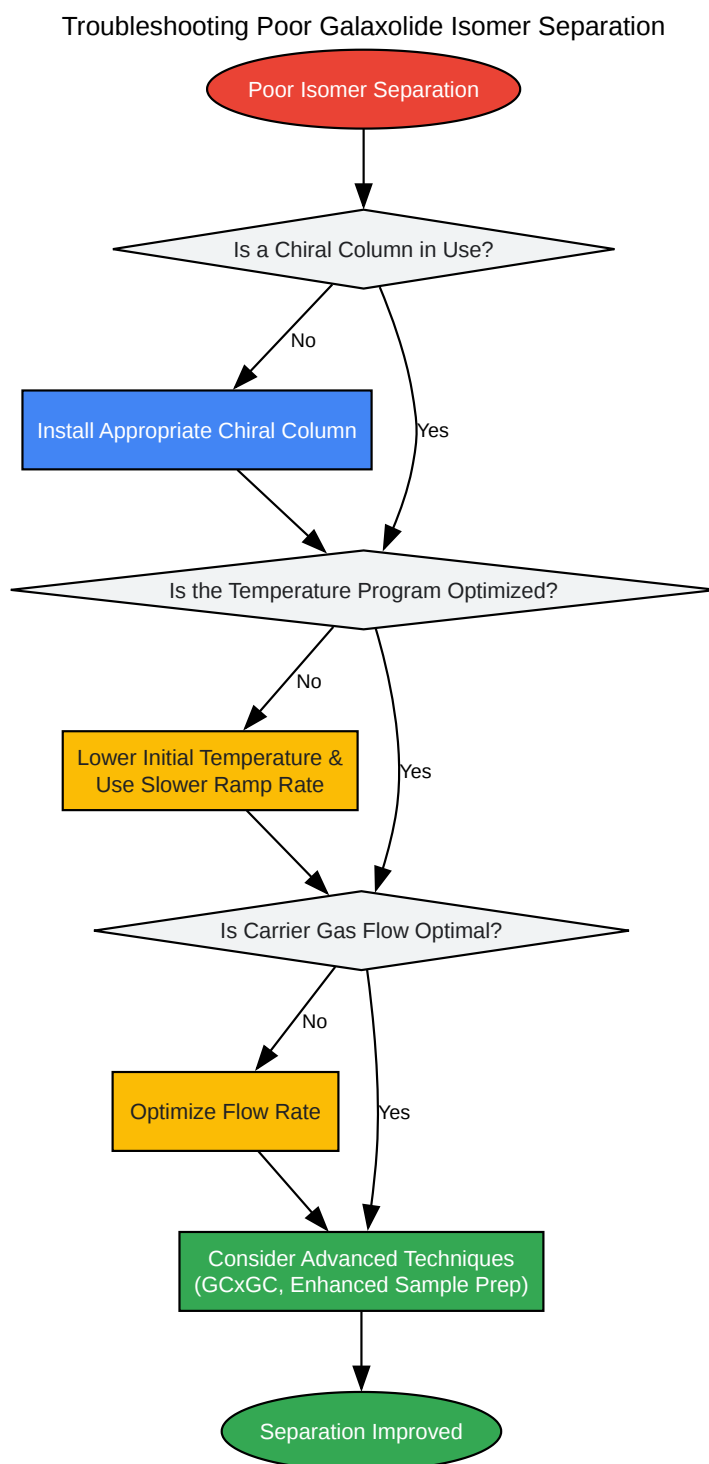 Troubleshooting Poor Galaxolide Isomer Separation
Poor Isomer Separation
Is a Chiral Column in Use?
No
Install Appropriate Chiral Column
Yes
Is the Temperature Program Optimized?
No
Lower Initial Temperature &
Use Slower Ramp Rate
Yes
Is Carrier Gas Flow Optimal?
No
Optimize Flow Rate
Yes
Consider Advanced Techniques
(GCxGC, Enhanced Sample Prep)
Separation Improved